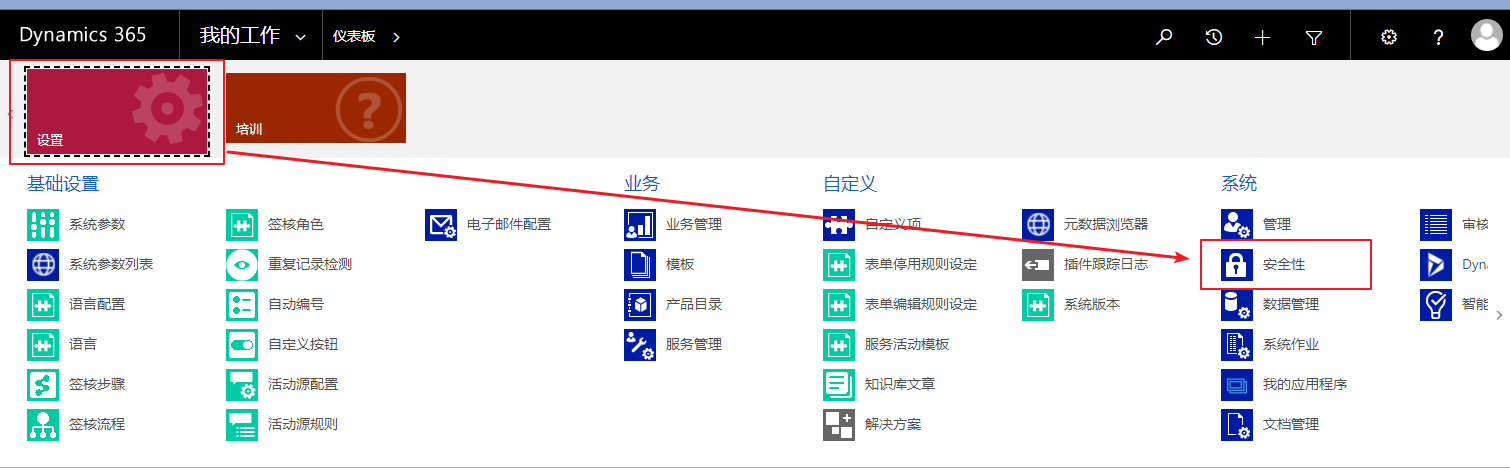 Dynamics 365 我的工作 仪表板
设置 培训
基础设置 业务 自定义 系统
系统参数 签核角色 电子邮件配置 业务管理 自定义项 元数据浏览器 管理 审核
系统参数列表 重复记录检测 模板 表单停用规则设定 插件跟踪日志 安全性 Dyna
语言配置 自动编号 产品目录 表单编辑规则设定 系统版本 数据管理 智能
语言 自定义按钮 服务管理 服务活动模板 系统作业
签核步骤 活动源配置 知识库文章 我的应用程序
签核流程 活动源规则 解决方案 文档管理